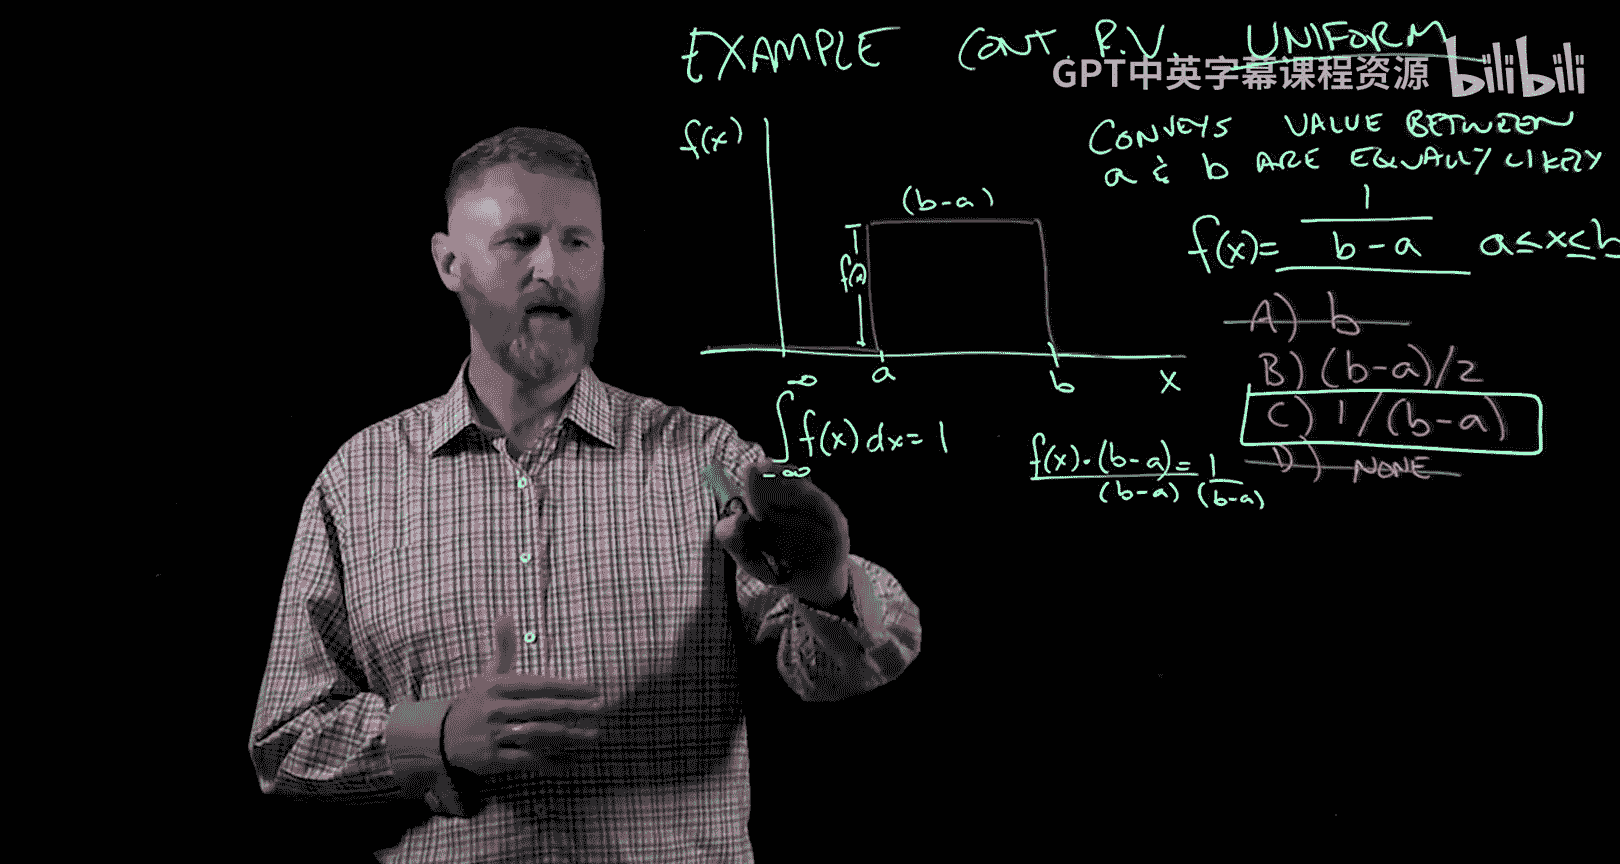 EXAMPLE CONT. R.V. UNIFORM
GPT中英字幕课程资源 bilibili
f(x)
CONVEYS VALUE BETWEEN
a & b ARE EQUALLY LIKELY
(b-a)
f(x)
f(x)= 1/(b-a) a≤x≤b
A) b
B) (b-a)/2
C) 1/(b-a)
D) NONE
a b x
∫_{-∞}^{∞} f(x) dx = 1
f(x)·(b-a) = 1
(b-a) (b-a)